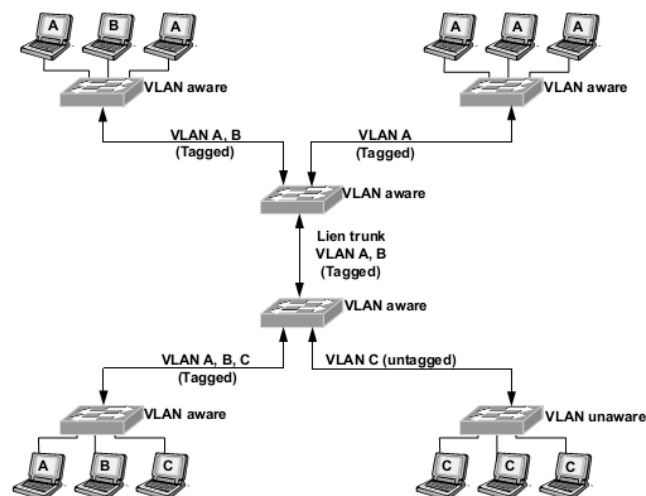 A
B
A
A
A
A
VLAN aware
VLAN aware
VLAN A, B
(Tagged)
VLAN A
(Tagged)
VLAN aware
Lien trunk
VLAN A, B
(Tagged)
VLAN aware
VLAN A, B, C
(Tagged)
VLAN C (untagged)
VLAN aware
VLAN unaware
A
B
C
C
C
C